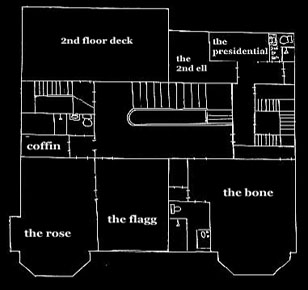 2nd floor deck
the
presidential
the
2nd ell
coffin
the bone
the rose
the flagg